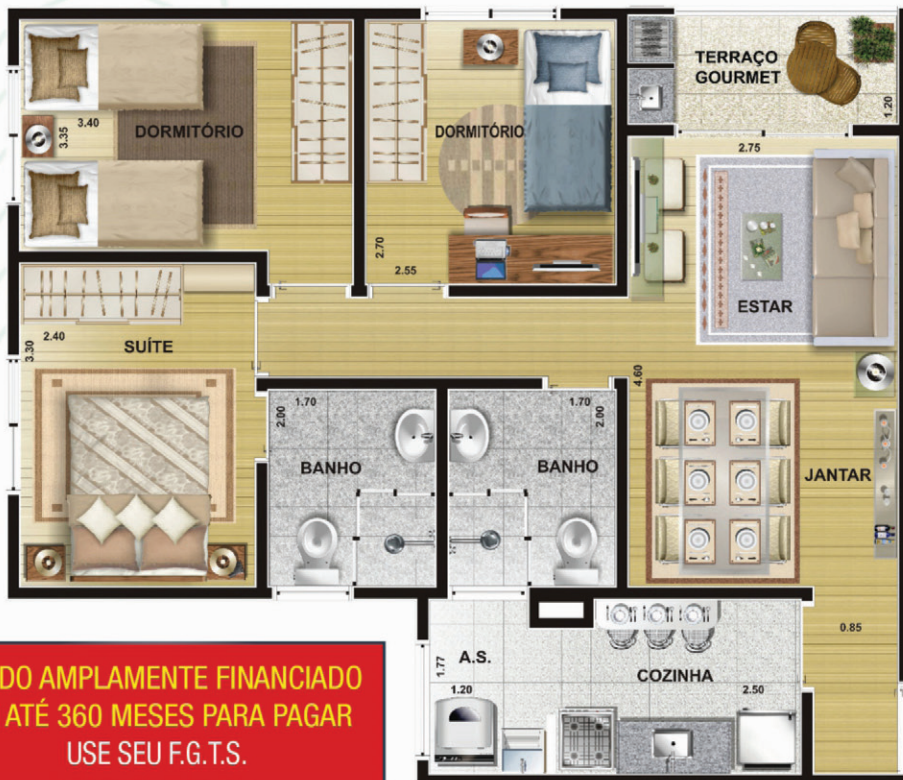 TERRAÇO
GOURMET
1.20
3.40
3.35
DORMITÓRIO
DORMITÓRIO
2.75
2.70
2.55
ESTAR
2.40
3.30
SUÍTE
4.60
1.70
2.00
BANHO
1.70
2.00
BANHO
JANTAR
0.85
A.S.
1.77
1.20
COZINHA
2.50
DO AMPLAMENTE FINANCIADO
ATÉ 360 MESES PARA PAGAR
USE SEU F.G.T.S.